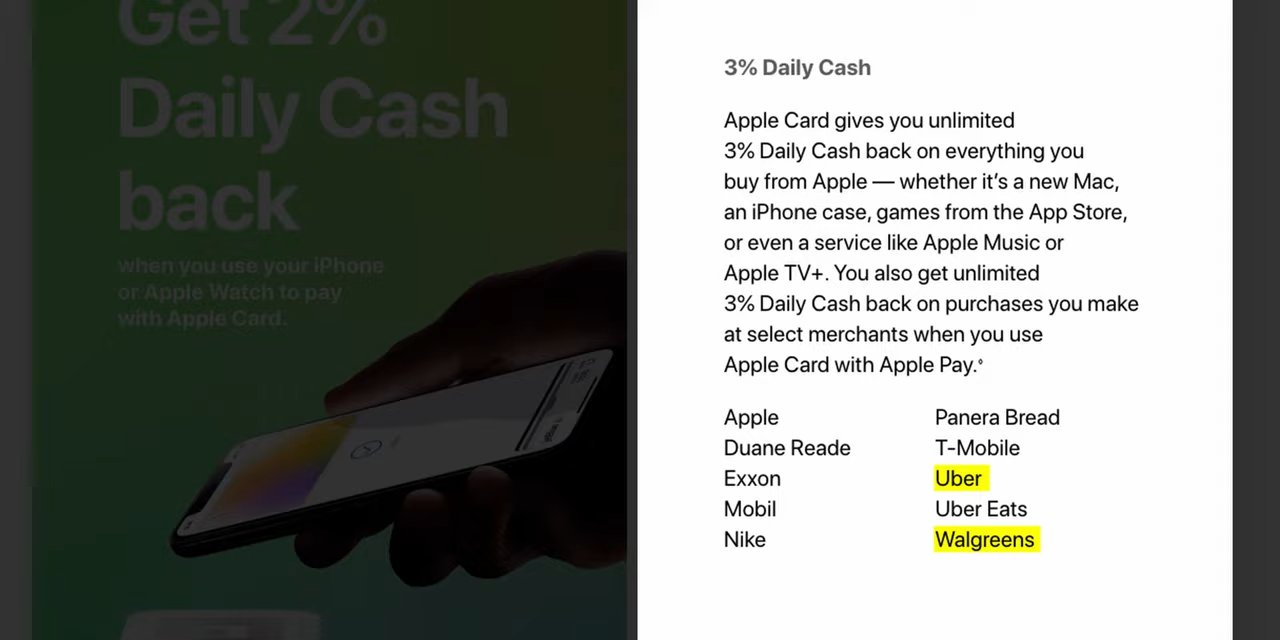 Get 2%
Daily Cash
back
when you use your iPhone
or Apple Watch to pay
with Apple Card.
3% Daily Cash
Apple Card gives you unlimited
3% Daily Cash back on everything you
buy from Apple — whether it’s a new Mac,
an iPhone case, games from the App Store,
or even a service like Apple Music or
Apple TV+. You also get unlimited
3% Daily Cash back on purchases you make
at select merchants when you use
Apple Card with Apple Pay.◊
Apple
Duane Reade
Exxon
Mobil
Nike
Panera Bread
T-Mobile
Uber
Uber Eats
Walgreens